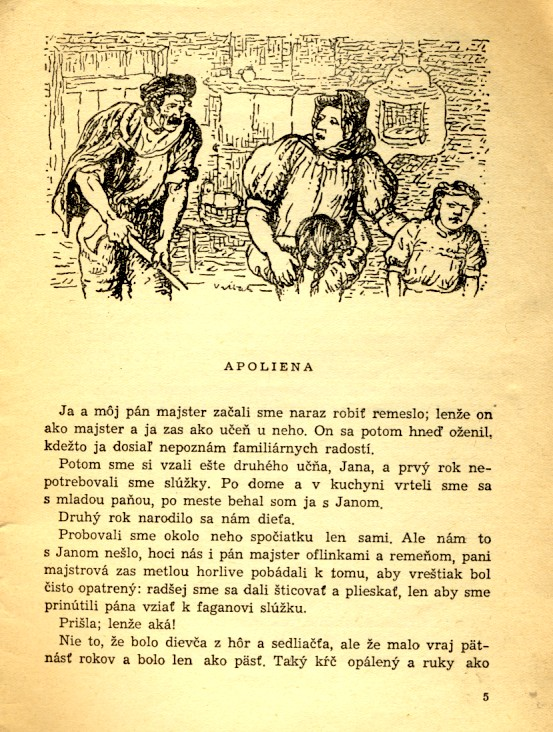 APOLIENA
Ja a môj pán majster začali sme naraz robiť remeslo; lenže on
ako majster a ja zas ako učeň u neho. On sa potom hneď oženil,
kdežto ja dosiaľ nepoznám familiárnych radostí.
Potom sme si vzali ešte druhého učňa, Jana, a prvý rok ne-
potrebovali sme slúžky. Po dome a v kuchyni vrteli sme sa
s mladou paňou, po meste behal som ja s Janom.
Druhý rok narodilo sa nám dieťa.
Probovali sme okolo neho spočiatku len sami. Ale nám to
s Janom nešlo, hoci nás i pán majster oflinkami a remeňom, pani
majstrová zas metlou horlive pobádali k tomu, aby vreštiak bol
čisto opatrený: radšej sme sa dali šticovať a plieskať, len aby sme
prinútili pána vziať k faganovi slúžku.
Prišla; lenže aká!
Nie to, že bolo dievča z hôr a sedliačťa, ale že malo vraj pät-
násť rokov a bolo len ako päsť. Taký kŕč opálený a ruky ako
5